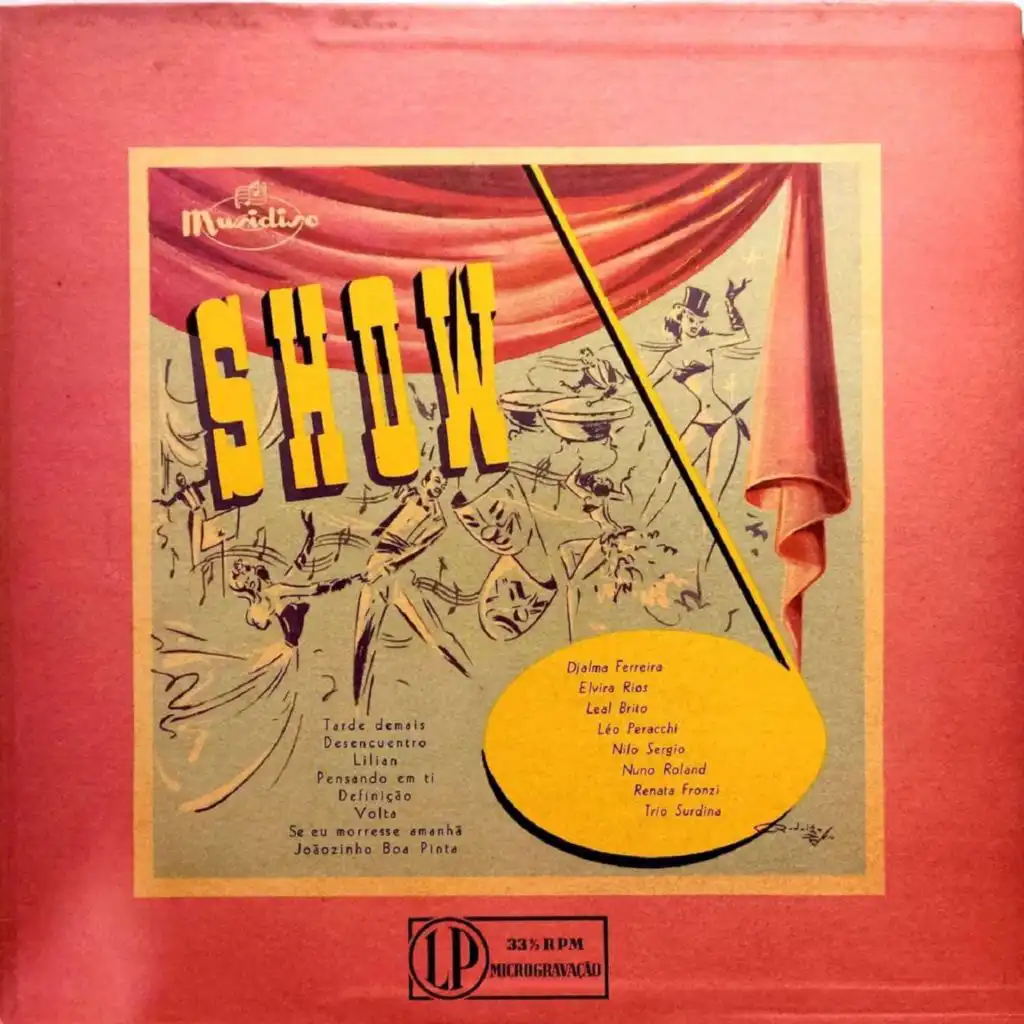 Musidisc
SHOW
Djalma Ferreira
Elvira Rios
Leal Brito
Léo Peracchi
Nilo Sergio
Nuno Roland
Renata Fronzi
Trio Surdina
Tarde demais
Desencuentro
Lilian
Pensando em ti
Definição
Volta
Se eu morresse amanhã
Joãozinho Boa Pinta
LP
33⅓ RPM
MICROGRAVAÇÃO